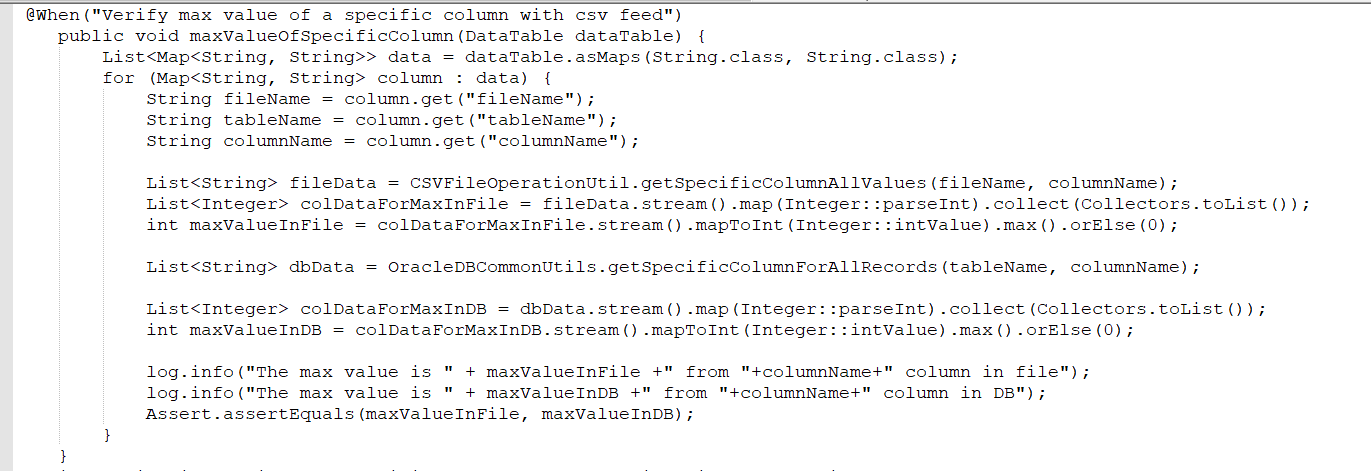 @When("Verify max value of a specific column with csv feed")
public void maxValueOfSpecificColumn(DataTable dataTable) {
List<Map<String, String>> data = dataTable.asMaps(String.class, String.class);
for (Map<String, String> column : data) {
String fileName = column.get("fileName");
String tableName = column.get("tableName");
String columnName = column.get("columnName");
List<String> fileData = CSVFileOperationUtil.getSpecificColumnAllValues(fileName, columnName);
List<Integer> colDataForMaxInFile = fileData.stream().map(Integer::parseInt).collect(Collectors.toList());
int maxValueInFile = colDataForMaxInFile.stream().mapToInt(Integer::intValue).max().orElse(0);
List<String> dbData = OracleDBCommonUtils.getSpecificColumnForAllRecords(tableName, columnName);
List<Integer> colDataForMaxInDB = dbData.stream().map(Integer::parseInt).collect(Collectors.toList());
int maxValueInDB = colDataForMaxInDB.stream().mapToInt(Integer::intValue).max().orElse(0);
log.info("The max value is " + maxValueInFile +" from "+columnName+" column in file");
log.info("The max value is " + maxValueInDB +" from "+columnName+" column in DB");
Assert.assertEquals(maxValueInFile, maxValueInDB);
}
}